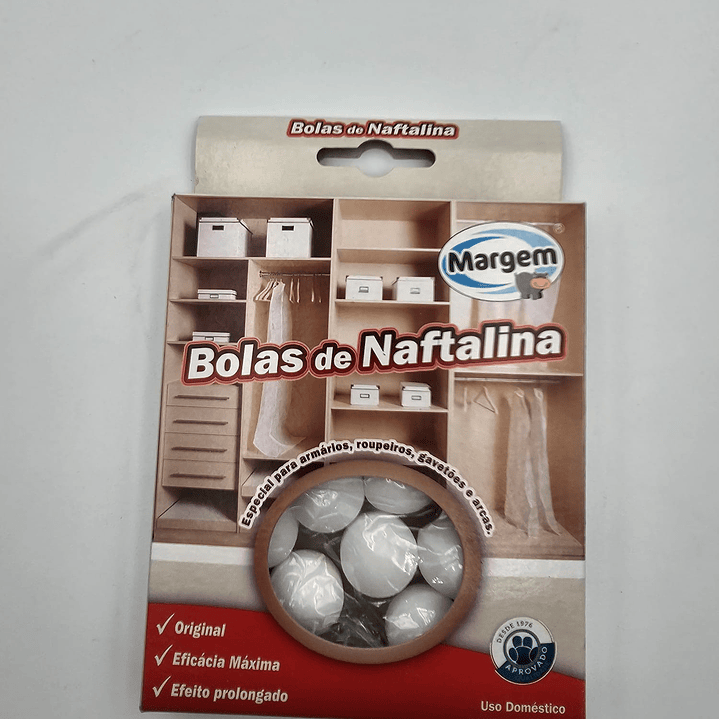 Bolas de Naftalina
Margem®
Bolas de Naftalina
Especial para armários, roupeiros, gavetões e arcas.
✓ Original
✓ Eficácia Máxima
✓ Efeito prolongado
DESDE 1976
APROVADO
Uso Doméstico